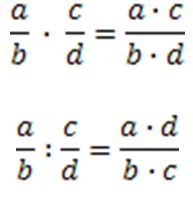 a/b · c/d = a · c / b · d
a/b : c/d = a · d / b · c